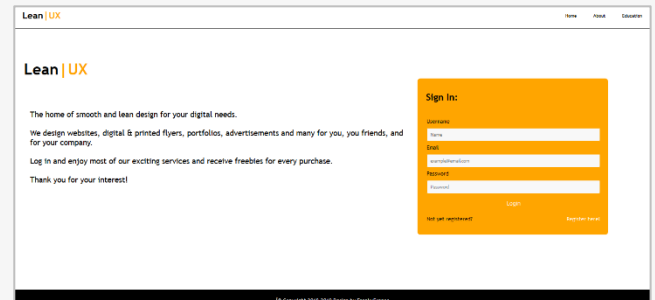 Lean|UX
Home About Education
Lean|UX
The home of smooth and lean design for your digital needs.
We design websites, digital & printed flyers, portfolios, advertisements and many for you, you friends, and
for your company.
Log in and enjoy most of our exciting services and receive freebies for every purchase.
Thank you for your interest!
Sign in:
Username
Name
Email
example@email.com
Password
Password
Login
Not yet registered? Register here!